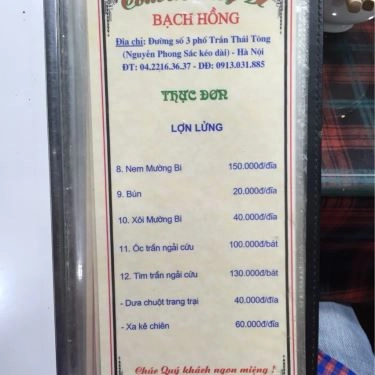 BẠCH HỒNG
Địa chỉ: Đường số 3 phố Trần Thái Tông
(Nguyễn Phong Sắc kéo dài) - Hà Nội
ĐT: 04.2216.36.37 - DĐ: 0913.031.885
THỰC ĐƠN
LỢN LỬNG
8. Nem Mường Bi 150.000đ/đĩa
9. Bún 20.000đ/đĩa
10. Xôi Mường Bi 40.000đ/đĩa
11. Óc trần ngải cứu 100.000đ/bát
12. Tim trần ngải cứu 130.000đ/bát
- Dưa chuột trang trại 40.000đ/đĩa
- Xa kê chiên 60.000đ/đĩa
Chúc Quý khách ngon miệng !